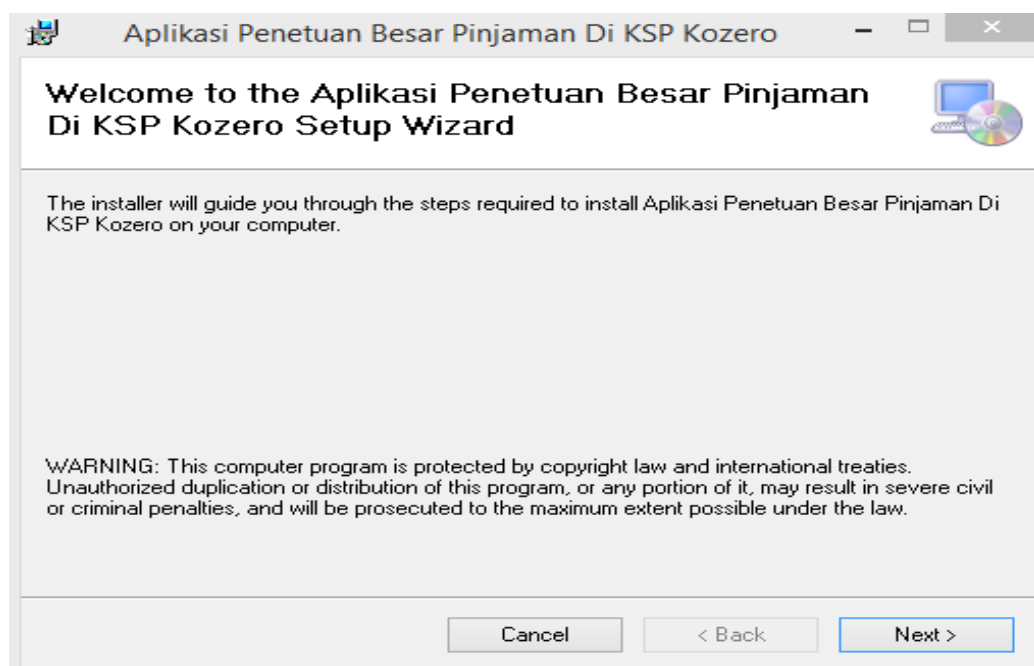 Aplikasi Penetuan Besar Pinjaman Di KSP Kozero
Welcome to the Aplikasi Penetuan Besar Pinjaman
Di KSP Kozero Setup Wizard
The installer will guide you through the steps required to install Aplikasi Penetuan Besar Pinjaman Di
KSP Kozero on your computer.
WARNING: This computer program is protected by copyright law and international treaties.
Unauthorized duplication or distribution of this program, or any portion of it, may result in severe civil
or criminal penalties, and will be prosecuted to the maximum extent possible under the law.
Cancel < Back Next >